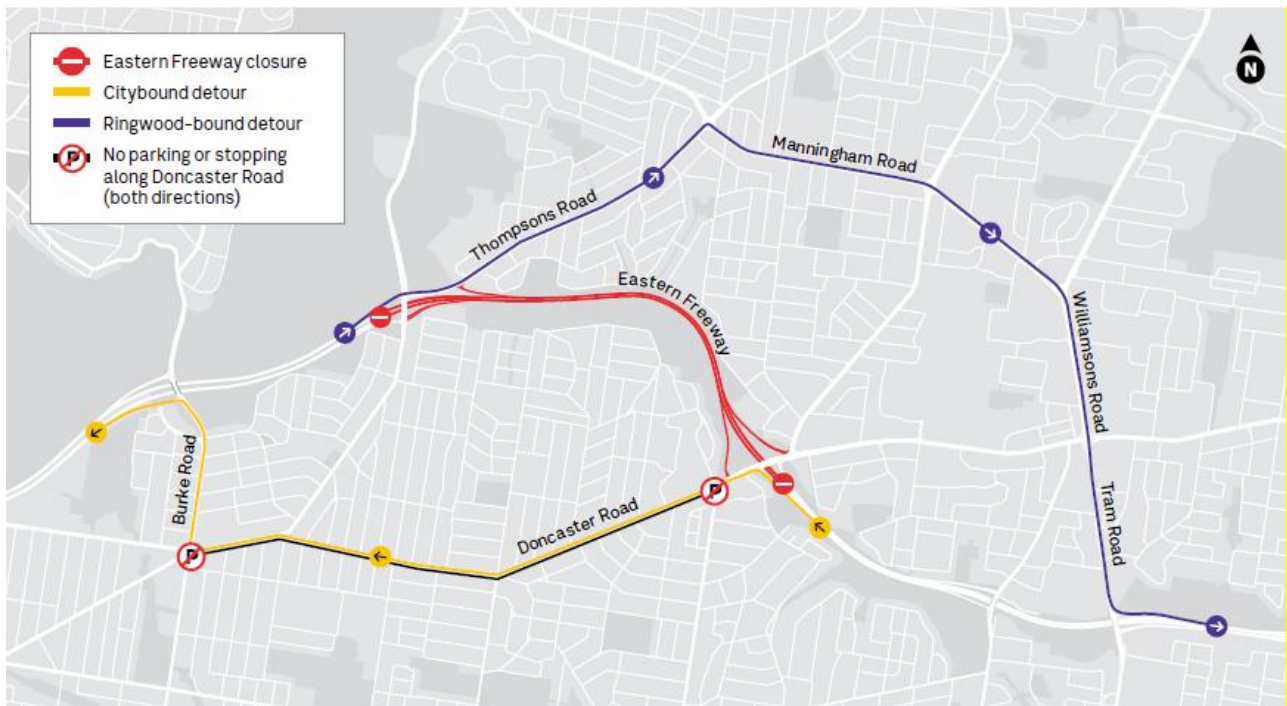 Eastern Freeway closure
Citybound detour
Ringwood-bound detour
P
No parking or stopping
along Doncaster Road
(both directions)
N
Manningham Road
Thompsons Road
Eastern Freeway
Williamsons Road
Burke Road
Doncaster Road
P
Tram Road
P